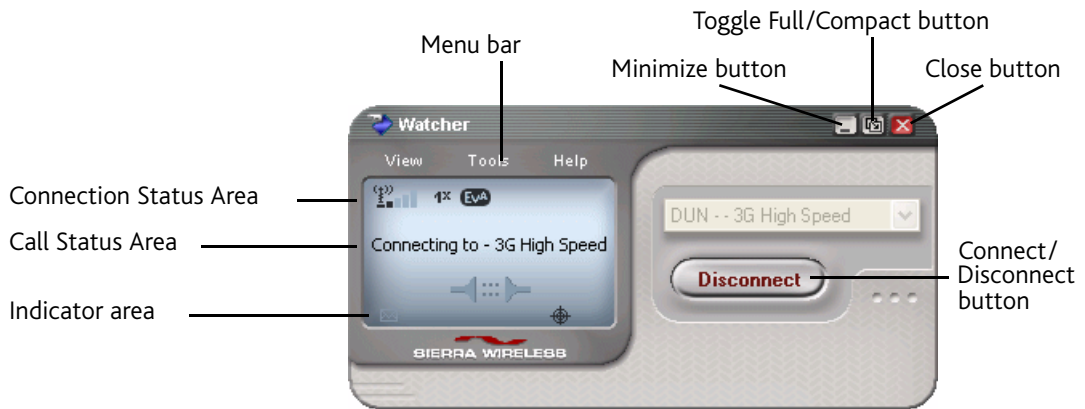 Toggle Full/Compact button
Menu bar
Minimize button
Close button
Watcher
View Tools Help
Connection Status Area
1X EvA
DUN - - 3G High Speed
Call Status Area
Connecting to - 3G High Speed
Connect/
Disconnect
button
Disconnect
Indicator area
SIERRA WIRELESS